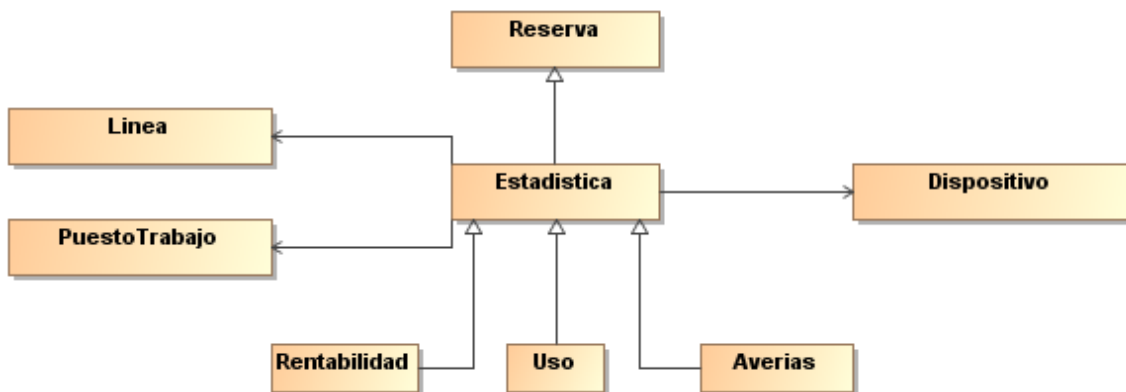 Reserva
Linea
Estadistica
Dispositivo
PuestoTrabajo
Rentabilidad
Uso
Averias